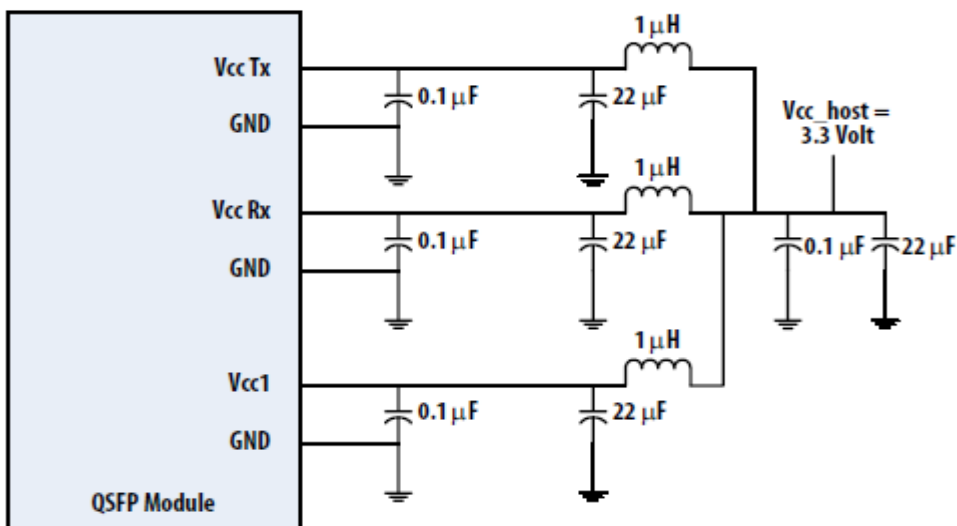 1 μH
Vcc Tx
0.1 μF
22 μF
GND
Vcc_host =
3.3 Volt
1 μH
Vcc Rx
0.1 μF
22 μF
0.1 μF
22 μF
GND
1 μH
Vcc1
0.1 μF
22 μF
GND
QSFP Module